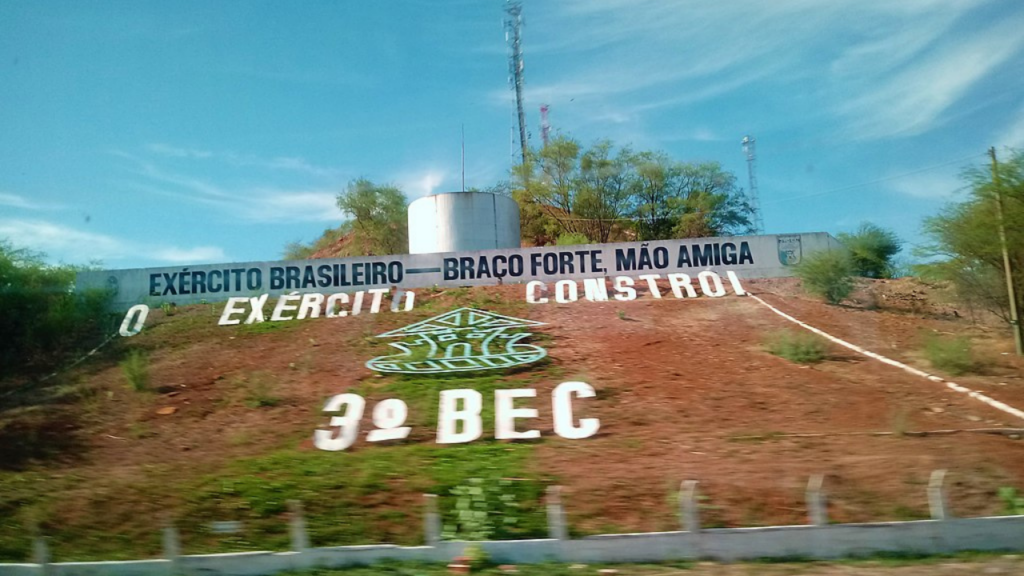 EXÉRCITO BRASILEIRO — BRAÇO FORTE, MÃO AMIGA
O EXÉRCITO CONSTRÓI
3º BEC